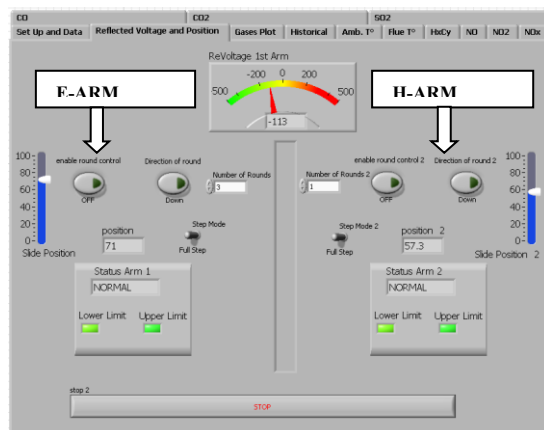 CO CO2 SO2
Set Up and Data Reflected Voltage and Position Gases Plot Historical Amb. Tº Flue Tº HxCy NO NO2 NOx
ReVoltage 1st Arm
-200 0 200
500 500
-113
E-ARM
H-ARM
enable round control Direction of round
Number of Rounds
3
OFF Down
Number of Rounds 2
1
enable round control 2 Direction of round 2
OFF Down
100
80
60
40
20
0
Slide Position
position
71
Step Mode
Full Step
Status Arm 1
NORMAL
Lower Limit Upper Limit
Step Mode 2
Full Step
position 2
57.3
100
80
60
40
20
0
Slide Position 2
Status Arm 2
NORMAL
Lower Limit Upper Limit
stop 2
STOP